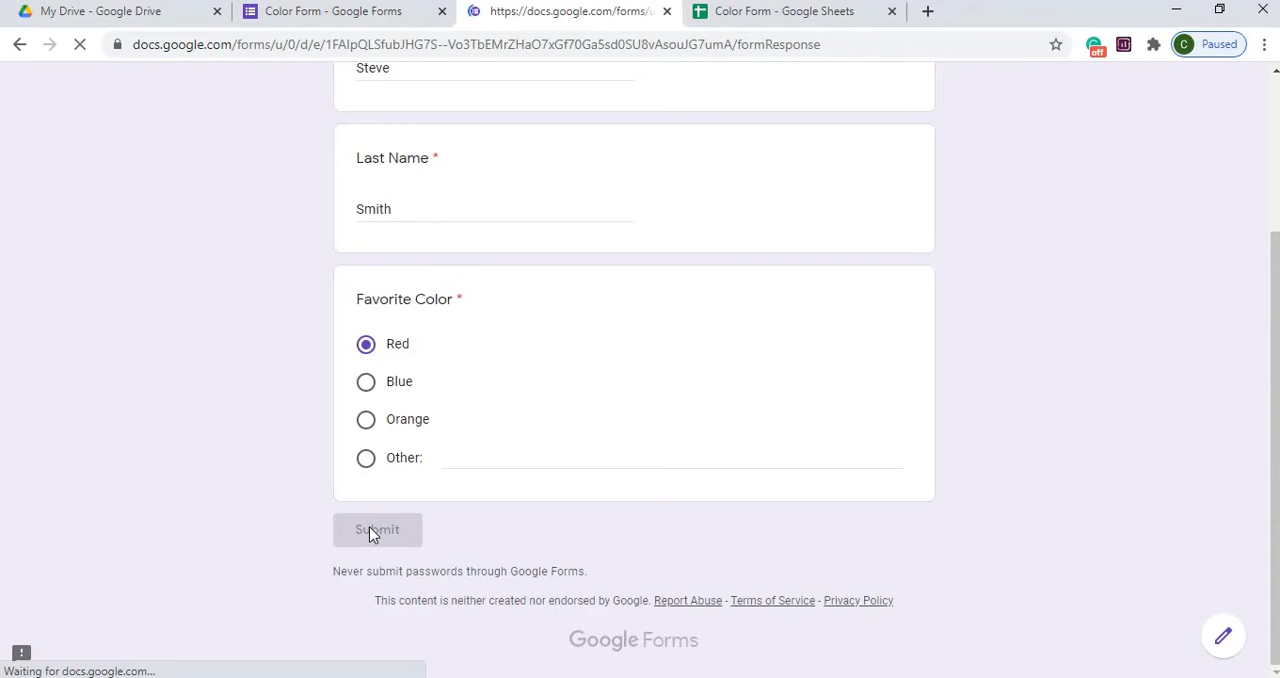 My Drive - Google Drive
Color Form - Google Forms
https://docs.google.com/forms/u
Color Form - Google Sheets
docs.google.com/forms/u/0/d/e/1FAIpQLSfubJHG7S--Vo3TbEMrZHaO7xGf70Ga5sd0SU8vAsouJG7umA/formResponse
off
C
Paused
Steve
Last Name *
Smith
Favorite Color *
Red
Blue
Orange
Other:
Submit
Never submit passwords through Google Forms.
This content is neither created nor endorsed by Google. Report Abuse - Terms of Service - Privacy Policy
Google Forms
Waiting for docs.google.com...